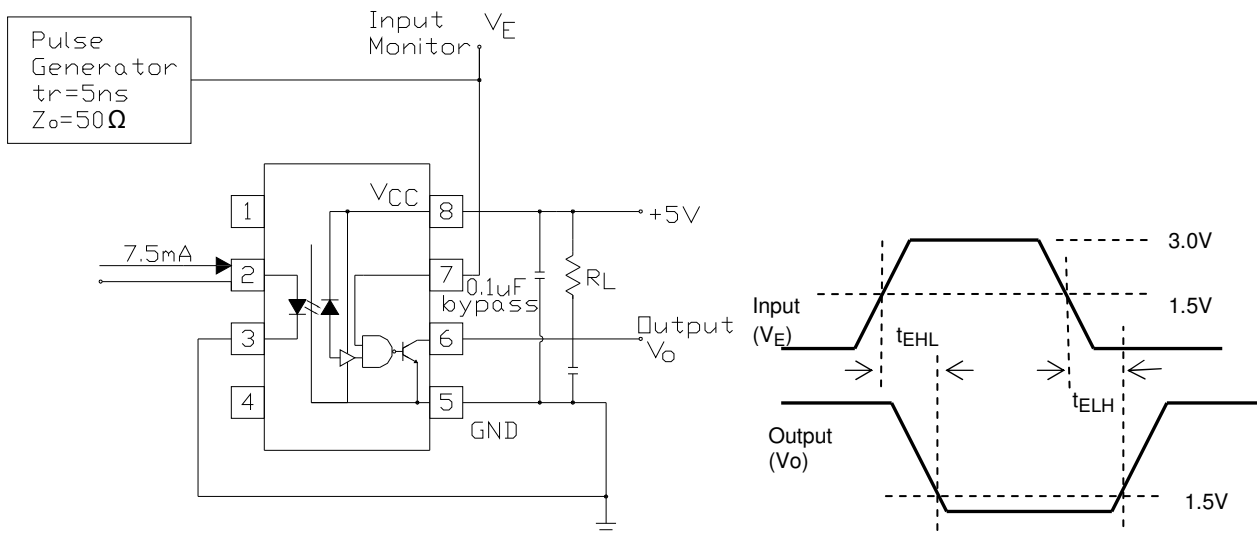 Pulse
Generator
tr=5ns
Zo=50Ω
Input
Monitor
VE
VCC
1
8
+5V
7.5mA
2
7
0.1uF
bypass
RL
3
6
Output
Vo
4
5
GND
3.0V
Input
(VE)
1.5V
tEHL
tELH
Output
(Vo)
1.5V